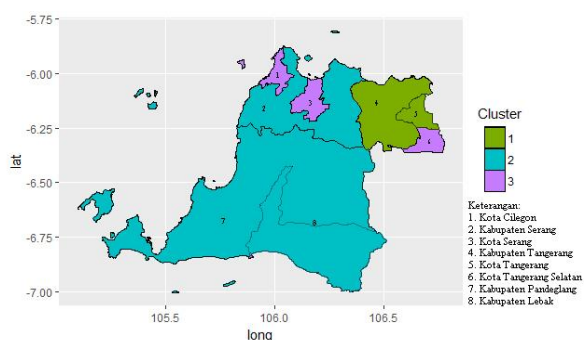 -5.75
-6.00
-6.25
-6.50
-6.75
-7.00
lat
1
2
3
4
5
6
7
8
105.5
106.0
106.5
long
Cluster
1
2
3
Keterangan:
1. Kota Cilegon
2. Kabupaten Serang
3. Kota Serang
4. Kabupaten Tangerang
5. Kota Tangerang
6. Kota Tangerang Selatan
7. Kabupaten Pandeglang
8. Kabupaten Lebak